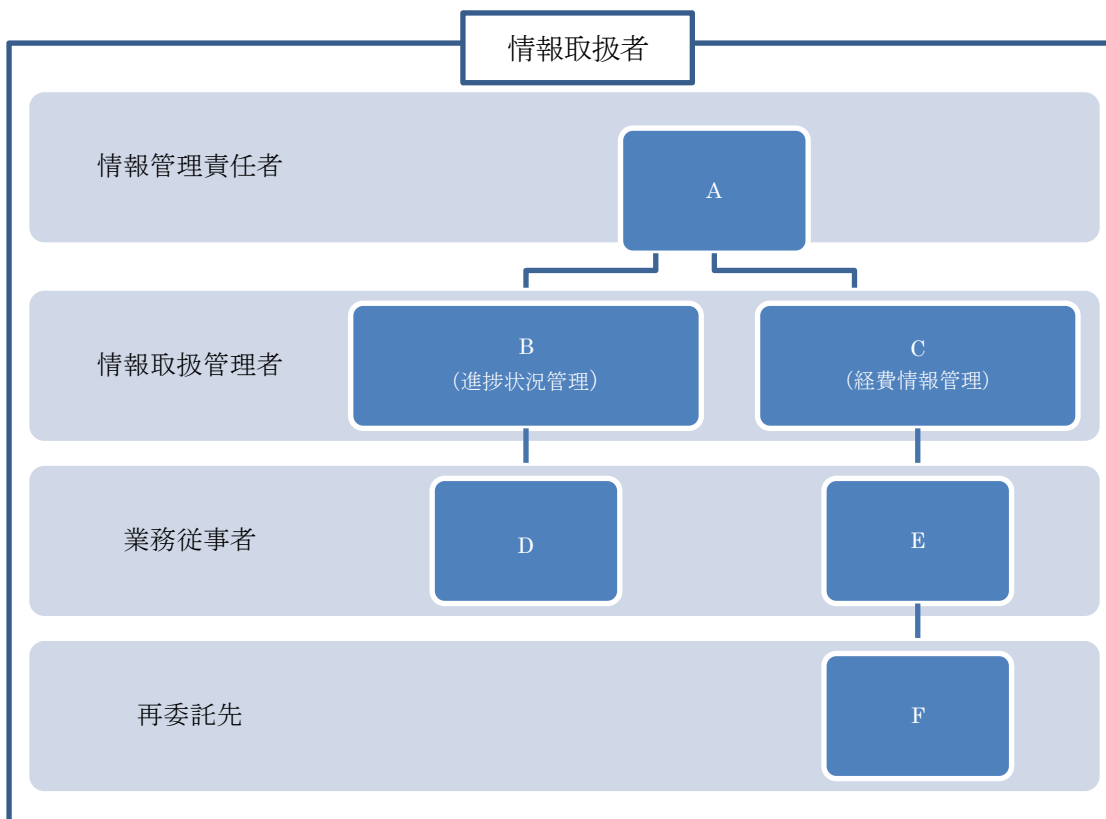 情報取扱者
情報管理責任者
A
情報取扱管理者
B
（進捗状況管理）
C
（経費情報管理）
業務従事者
D
E
再委託先
F